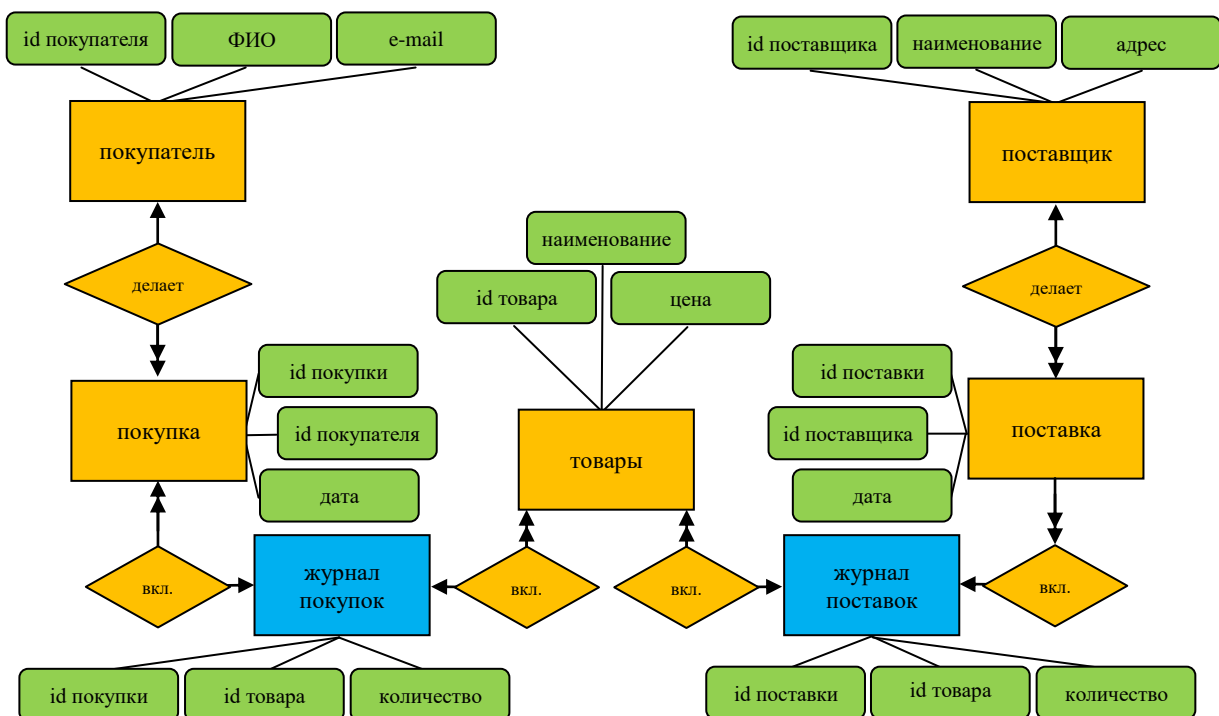 id покупателя
ФИО
e-mail
id поставщика
наименование
адрес
покупатель
поставщик
наименование
делает
id товара
цена
делает
id покупки
id поставки
покупка
id покупателя
товары
id поставщика
поставка
дата
дата
вкл.
журнал
покупок
вкл.
вкл.
журнал
поставок
вкл.
id покупки
id товара
количество
id поставки
id товара
количество